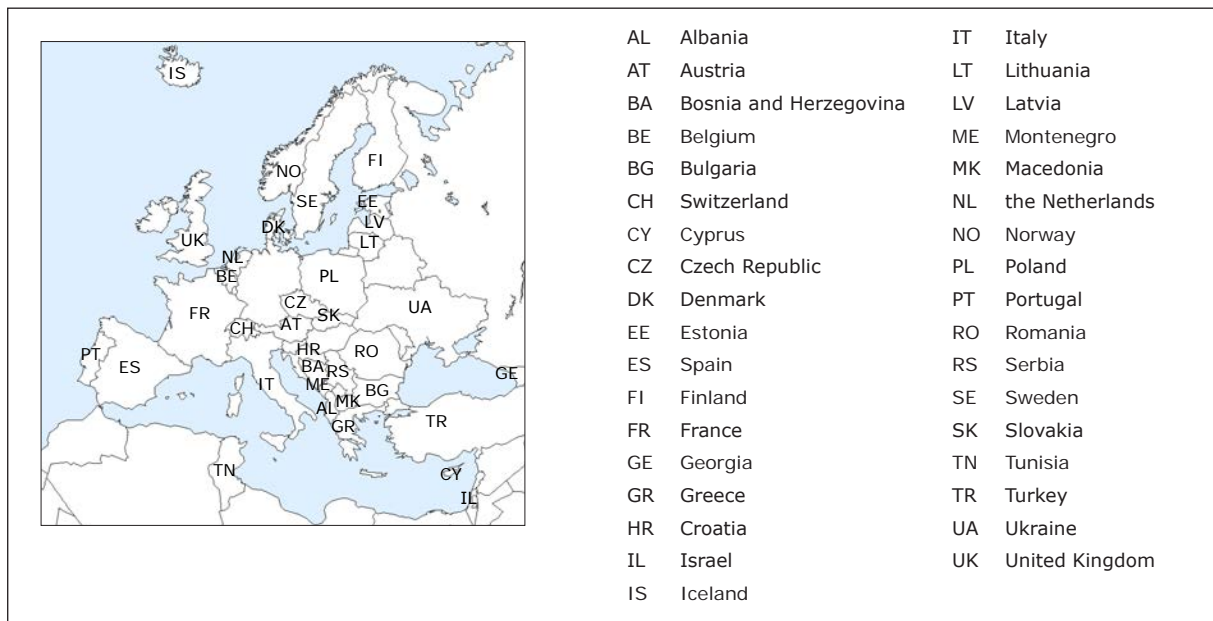 IS
FI
NO
SE
EE
LV
DK
LT
UK
NL
BE
PL
CZ
UA
FR
SK
AT
CH
HR
RO
PT
BA
ES
RS
GE
IT
ME
BG
MK
AL
TR
GR
TN
CY
IL
AL Albania
AT Austria
BA Bosnia and Herzegovina
BE Belgium
BG Bulgaria
CH Switzerland
CY Cyprus
CZ Czech Republic
DK Denmark
EE Estonia
ES Spain
FI Finland
FR France
GE Georgia
GR Greece
HR Croatia
IL Israel
IS Iceland
IT Italy
LT Lithuania
LV Latvia
ME Montenegro
MK Macedonia
NL the Netherlands
NO Norway
PL Poland
PT Portugal
RO Romania
RS Serbia
SE Sweden
SK Slovakia
TN Tunisia
TR Turkey
UA Ukraine
UK United Kingdom